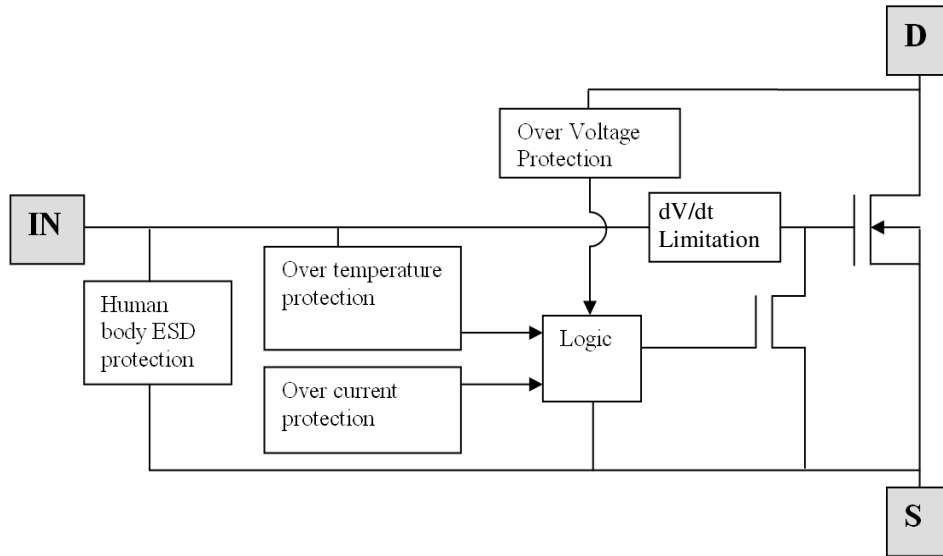 D
Over Voltage
Protection
IN
dV/dt
Limitation
Over temperature
protection
Human
body ESD
protection
Logic
Over current
protection
S